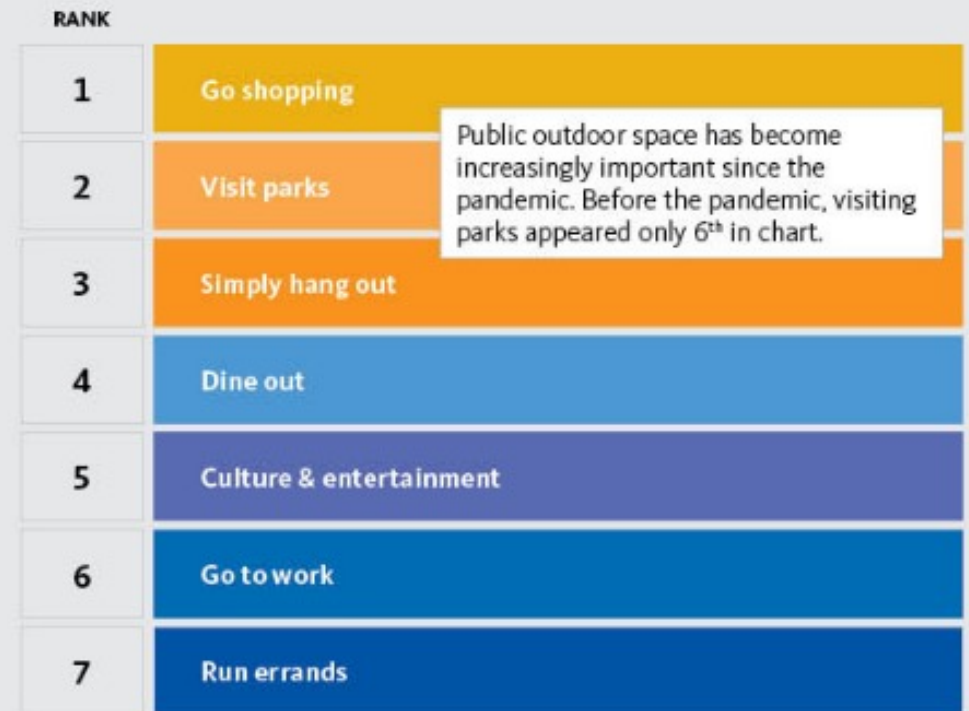 RANK
1 Go shopping
Public outdoor space has become
increasingly important since the
pandemic. Before the pandemic, visiting
parks appeared only 6th in chart.
2 Visit parks
3 Simply hang out
4 Dine out
5 Culture & entertainment
6 Go to work
7 Run errands